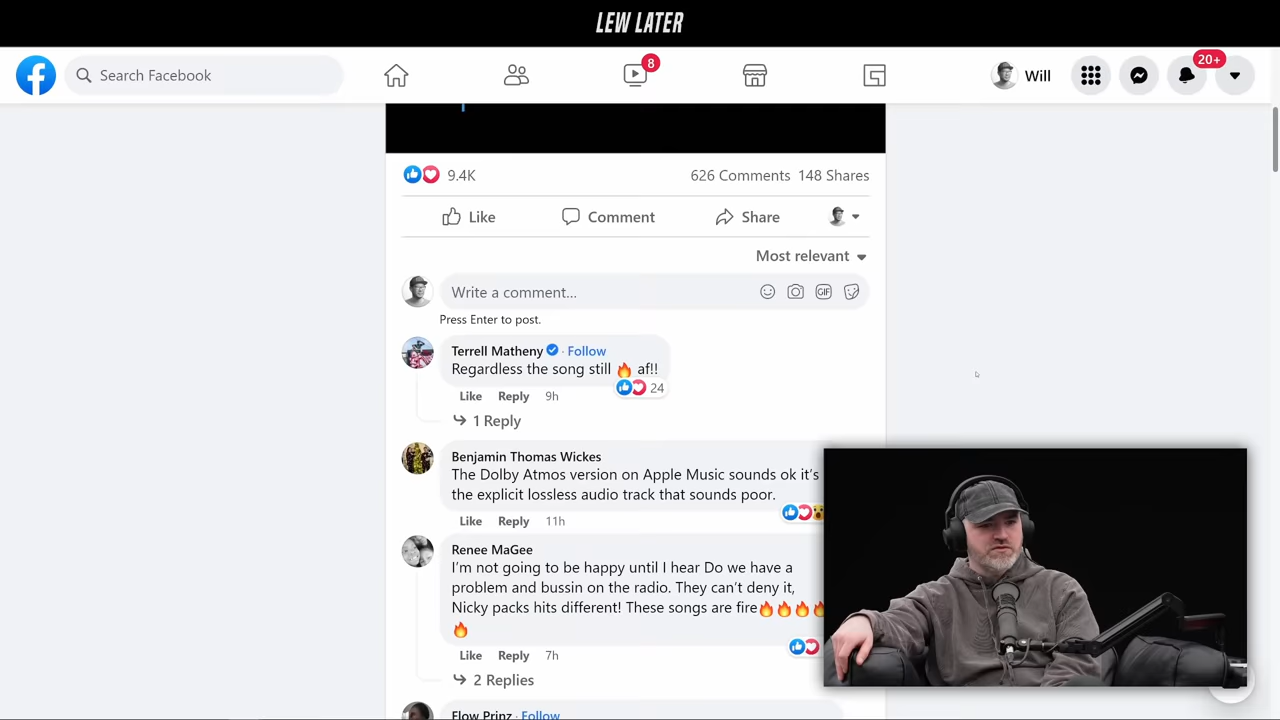 LEW LATER
Search Facebook
8
Will
20+
9.4K
626 Comments 148 Shares
Like
Comment
Share
Most relevant
Write a comment...
GIF
Press Enter to post.
Terrell Matheny · Follow
Regardless the song still 🔥 af!!
24
Like Reply 9h
1 Reply
Benjamin Thomas Wickes
The Dolby Atmos version on Apple Music sounds ok it's
the explicit lossless audio track that sounds poor.
Like Reply 11h
Renee MaGee
I'm not going to be happy until I hear Do we have a
problem and bussin on the radio. They can't deny it,
Nicky packs hits different! These songs are fire🔥🔥🔥🔥
🔥
Like Reply 7h
2 Replies
Flow Prinz · Follow